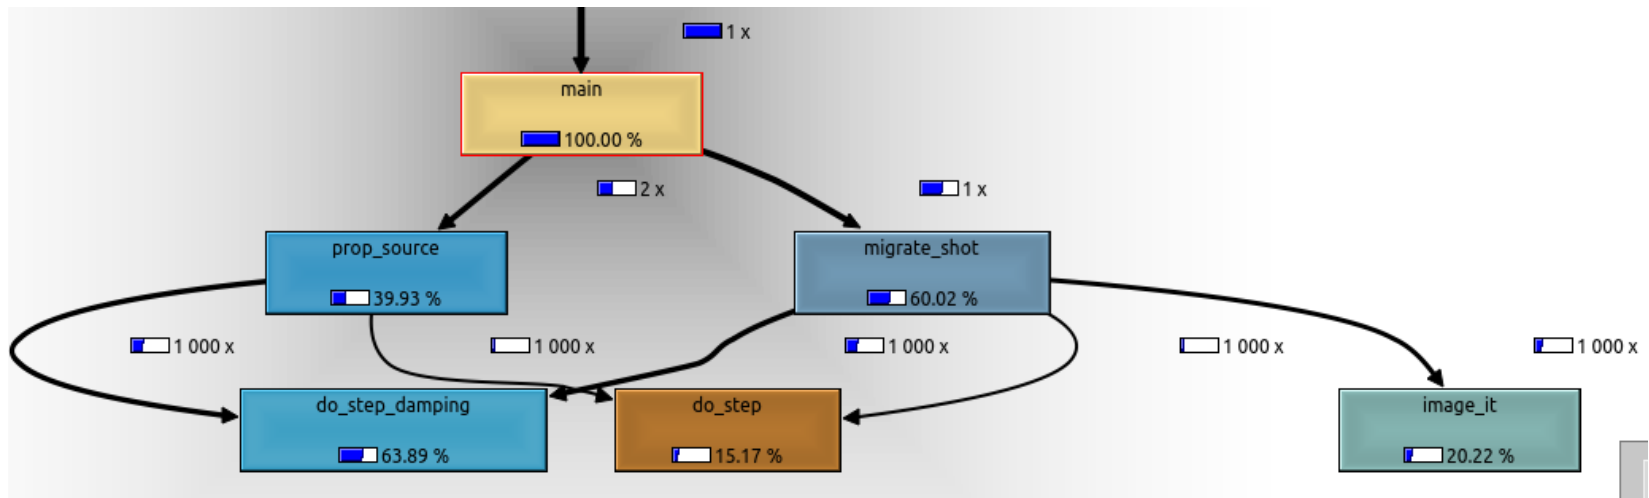 1 x
main
100.00 %
2 x
1 x
prop_source
39.93 %
migrate_shot
60.02 %
1 000 x
1 000 x
1 000 x
1 000 x
1 000 x
do_step_damping
63.89 %
do_step
15.17 %
image_it
20.22 %